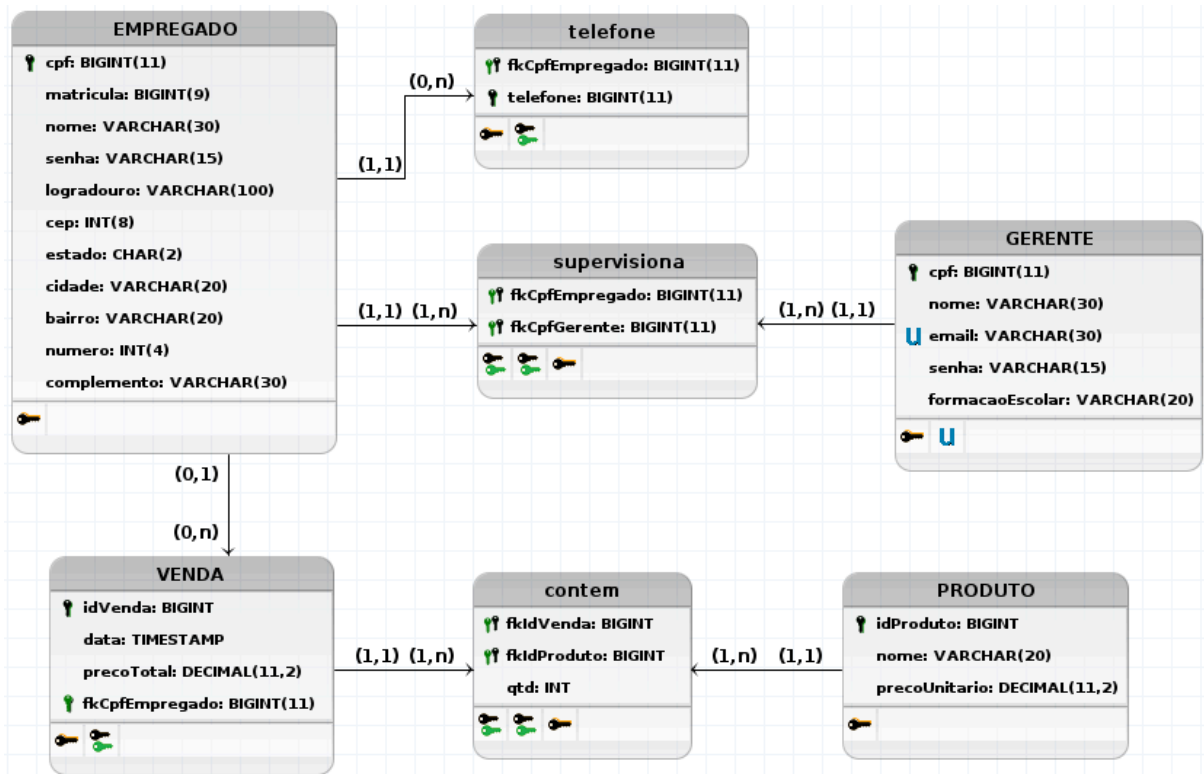 EMPREGADO
cpf: BIGINT(11)
matricula: BIGINT(9)
nome: VARCHAR(30)
senha: VARCHAR(15)
logradouro: VARCHAR(100)
cep: INT(8)
estado: CHAR(2)
cidade: VARCHAR(20)
bairro: VARCHAR(20)
numero: INT(4)
complemento: VARCHAR(30)
(1,1)
(0,n)
telefone
fkCpfEmpregado: BIGINT(11)
telefone: BIGINT(11)
(1,1) (1,n)
supervisiona
fkCpfEmpregado: BIGINT(11)
fkCpfGerente: BIGINT(11)
(1,n) (1,1)
GERENTE
cpf: BIGINT(11)
nome: VARCHAR(30)
U email: VARCHAR(30)
senha: VARCHAR(15)
formacaoEscolar: VARCHAR(20)
U
(0,1)
(0,n)
VENDA
idVenda: BIGINT
data: TIMESTAMP
precoTotal: DECIMAL(11,2)
fkCpfEmpregado: BIGINT(11)
(1,1) (1,n)
contem
fkIdVenda: BIGINT
fkIdProduto: BIGINT
qtd: INT
(1,n) (1,1)
PRODUTO
idProduto: BIGINT
nome: VARCHAR(20)
precoUnitario: DECIMAL(11,2)